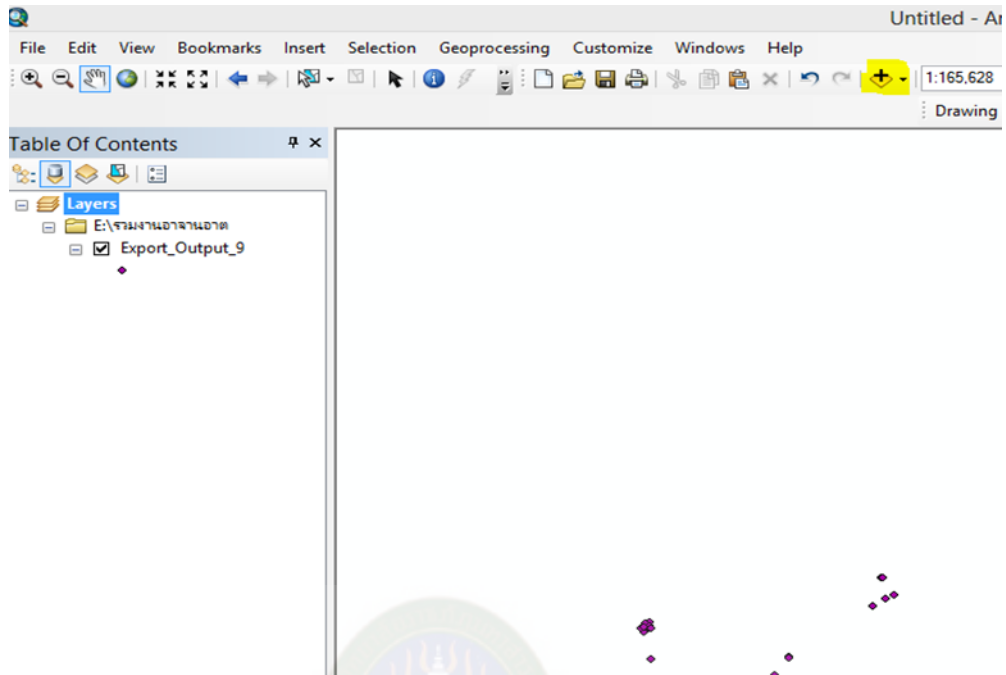 Untitled - Ar
File Edit View Bookmarks Insert Selection Geoprocessing Customize Windows Help
1:165,628
Drawing
Table Of Contents
Layers
E:\รวมงานอาจานอาต
Export_Output_9